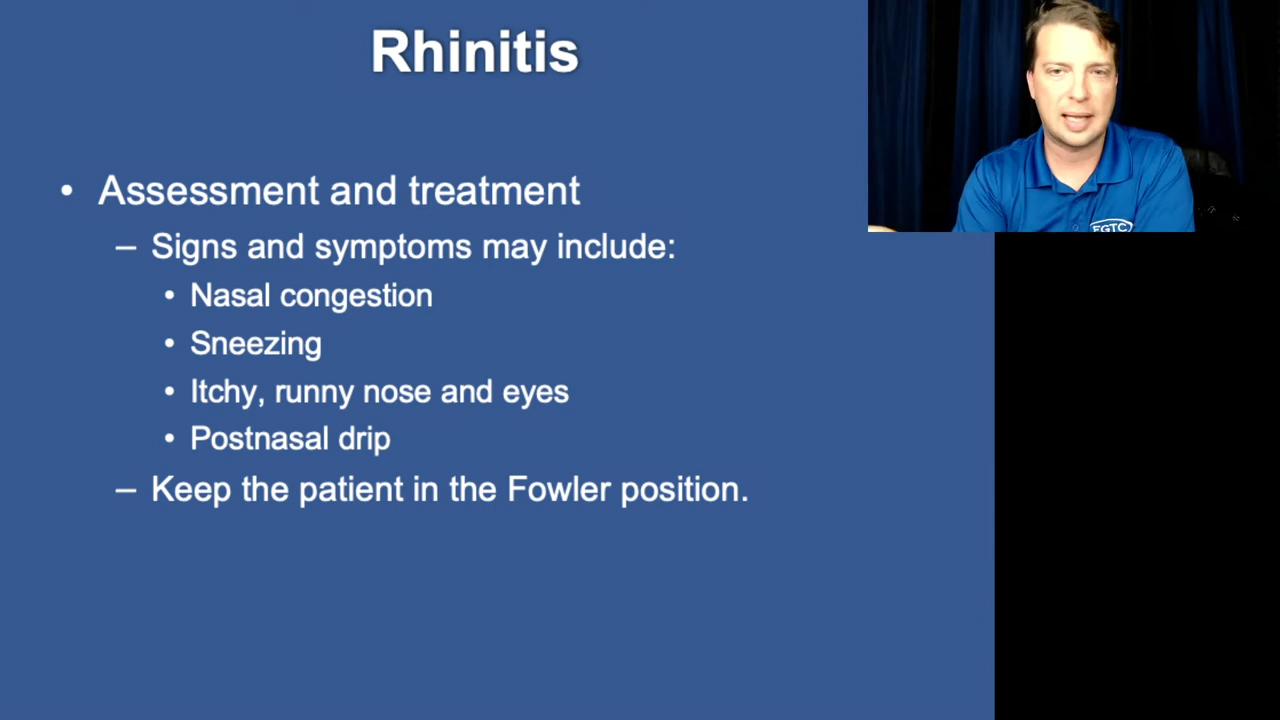 Rhinitis
• Assessment and treatment
– Signs and symptoms may include:
• Nasal congestion
• Sneezing
• Itchy, runny nose and eyes
• Postnasal drip
– Keep the patient in the Fowler position.
FGTC